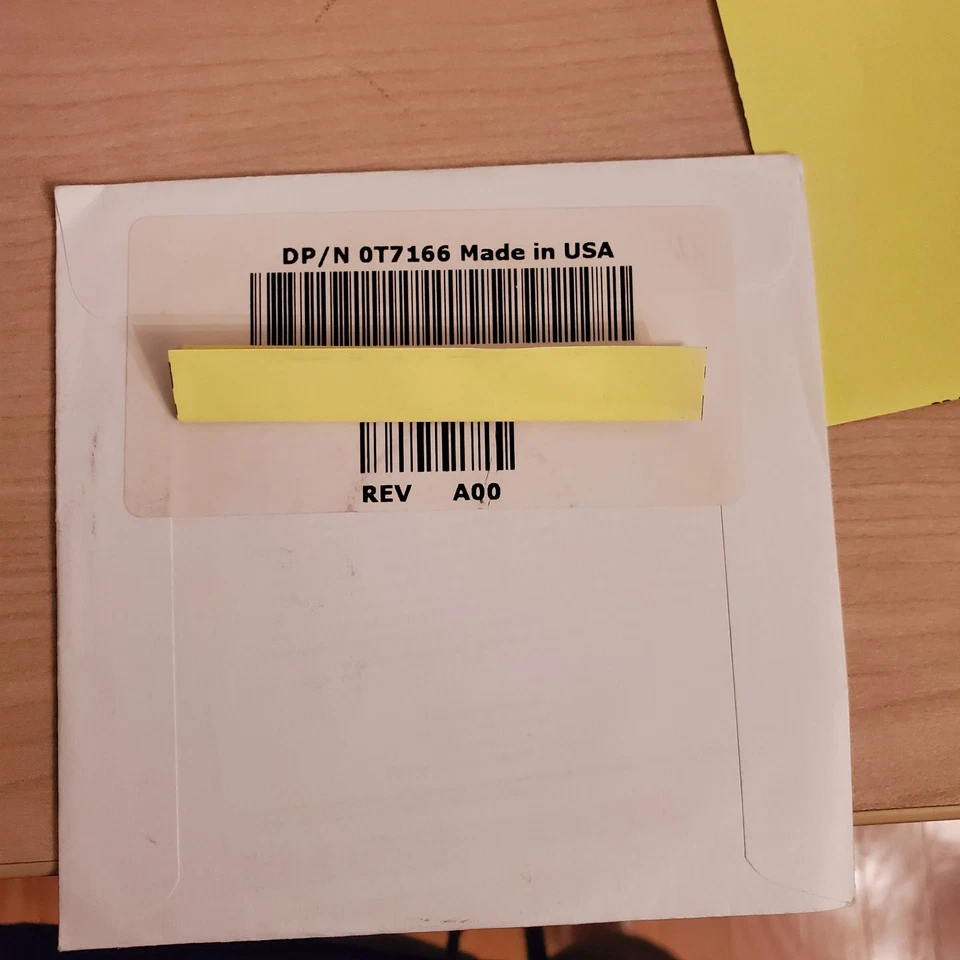 DP/N 0T7166 Made in USA
REV A00